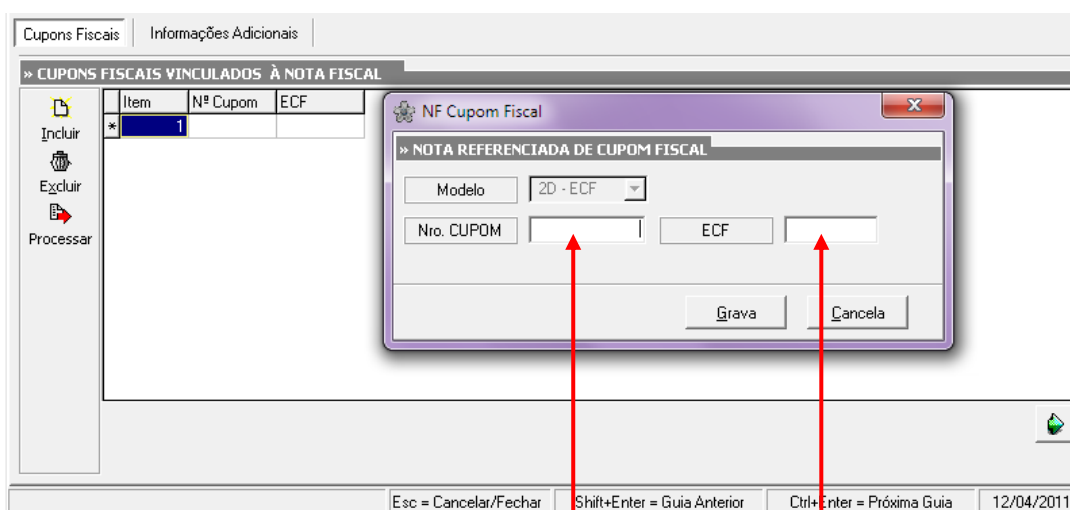 Cupons Fiscais Informações Adicionais
» CUPONS FISCAIS VINCULADOS À NOTA FISCAL
Item Nº Cupom ECF
* 1
Incluir
Excluir
Processar
NF Cupom Fiscal
» NOTA REFERENCIADA DE CUPOM FISCAL
Modelo 2D - ECF
Nro. CUPOM ECF
Grava Cancela
Esc = Cancelar/Fechar Shift+Enter = Guia Anterior Ctrl+Enter = Próxima Guia 12/04/2011